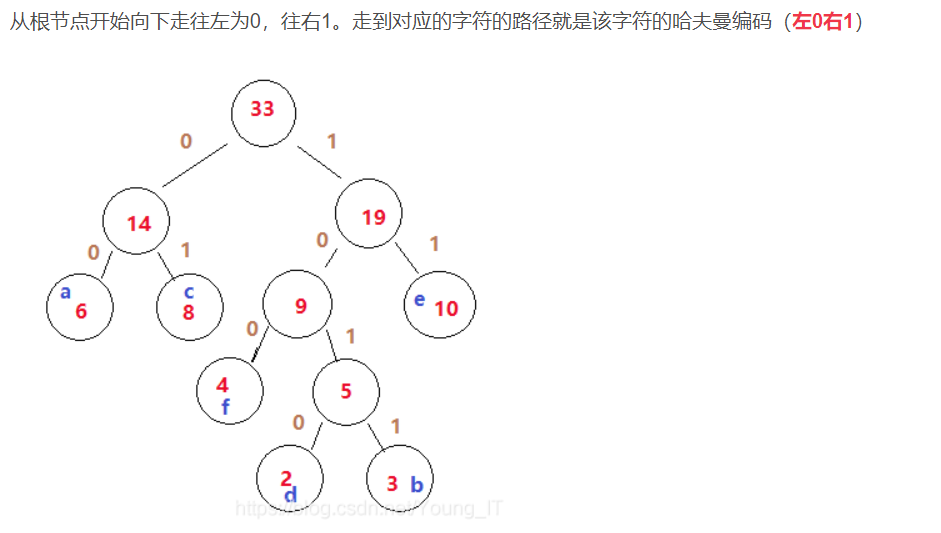 从根节点开始向下走往左为0，往右1。走到对应的字符的路径就是该字符的哈夫曼编码（左0右1）
33
0 1
14 19
0 1 0 1
a 6 c 8 9 e 10
0 1
4 f 5
0 1
2 d 3 b
https://blog.csdn.net/Young_IT